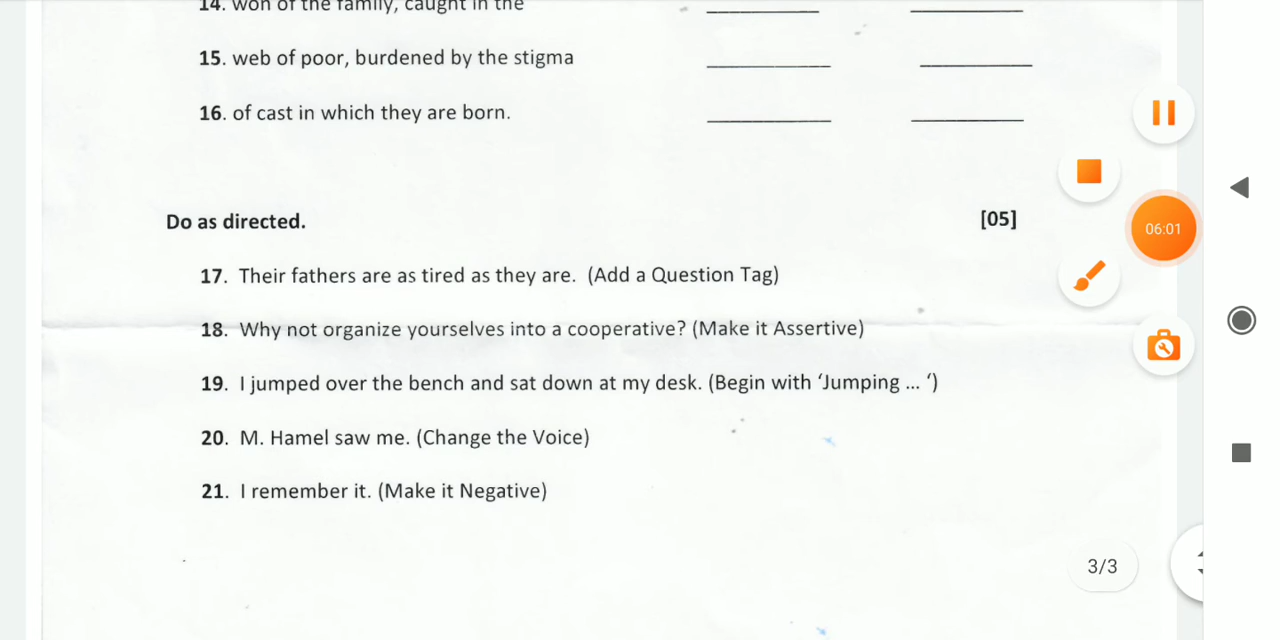 14. won of the family, caught in the
15. web of poor, burdened by the stigma
16. of cast in which they are born.
Do as directed. [05]
17. Their fathers are as tired as they are. (Add a Question Tag)
18. Why not organize yourselves into a cooperative? (Make it Assertive)
19. I jumped over the bench and sat down at my desk. (Begin with ‘Jumping ... ‘)
20. M. Hamel saw me. (Change the Voice)
21. I remember it. (Make it Negative)
06:01
3/3